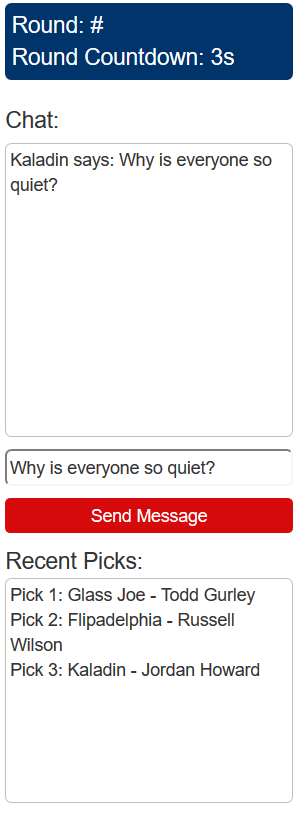 Round: #
Round Countdown: 3s
Chat:
Kaladin says: Why is everyone so
quiet?
Why is everyone so quiet?
Send Message
Recent Picks:
Pick 1: Glass Joe - Todd Gurley
Pick 2: Flipadelphia - Russell
Wilson
Pick 3: Kaladin - Jordan Howard